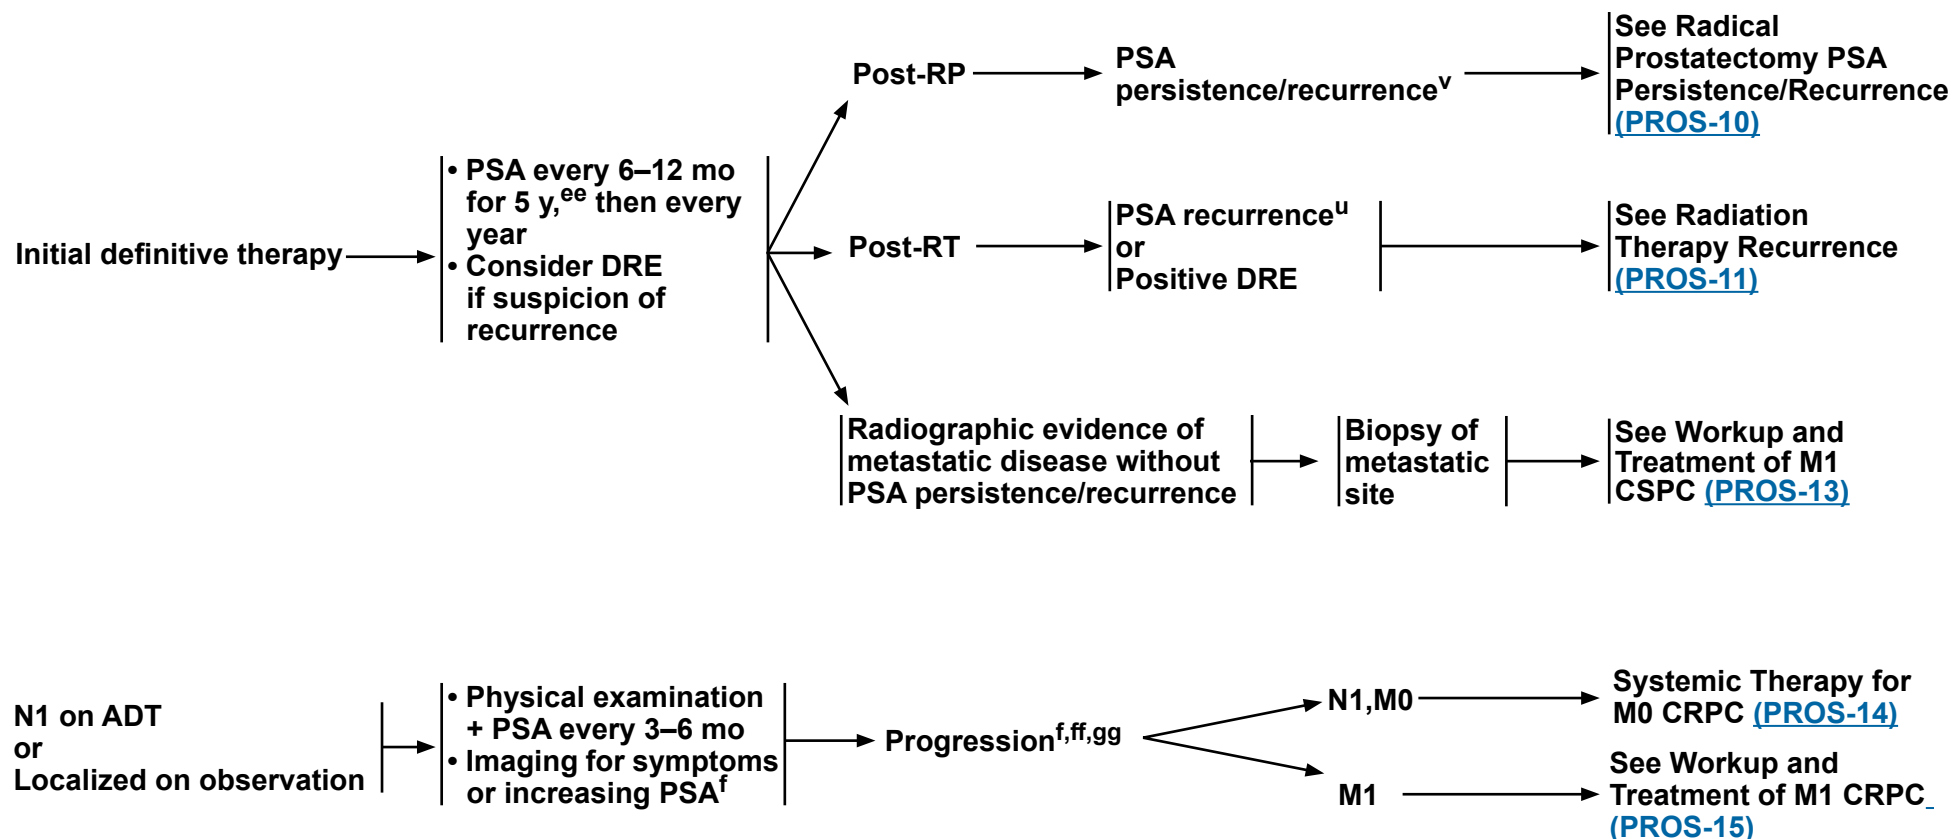 Initial definitive therapy
• PSA every 6–12 mo
for 5 y,ee then every
year
• Consider DRE
if suspicion of
recurrence
Post-RP
PSA
persistence/recurrencev
See Radical
Prostatectomy PSA
Persistence/Recurrence
(PROS-10)
Post-RT
PSA recurrenceu
or
Positive DRE
See Radiation
Therapy Recurrence
(PROS-11)
Radiographic evidence of
metastatic disease without
PSA persistence/recurrence
Biopsy of
metastatic
site
See Workup and
Treatment of M1
CSPC (PROS-13)
N1 on ADT
or
Localized on observation
• Physical examination
+ PSA every 3–6 mo
• Imaging for symptoms
or increasing PSAf
Progressionf,ff,gg
N1,M0
Systemic Therapy for
M0 CRPC (PROS-14)
M1
See Workup and
Treatment of M1 CRPC
(PROS-15)